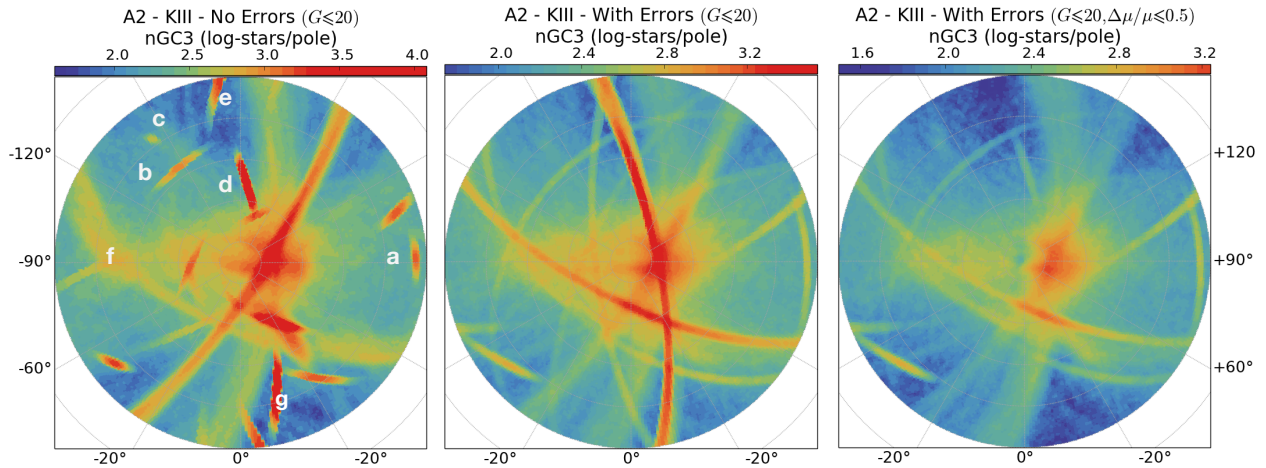 A2 - KIII - No Errors (G⩽20)
nGC3 (log-stars/pole)
2.0 2.5 3.0 3.5 4.0
A2 - KIII - With Errors (G⩽20)
nGC3 (log-stars/pole)
2.0 2.4 2.8 3.2
A2 - KIII - With Errors (G⩽20,Δμ/μ⩽0.5)
nGC3 (log-stars/pole)
1.6 2.0 2.4 2.8 3.2
e
c
b
d
f
a
g
-120°
-90°
-60°
-20° 0° -20°
-20° 0° -20°
-20° 0° -20°
+120
+90°
+60°